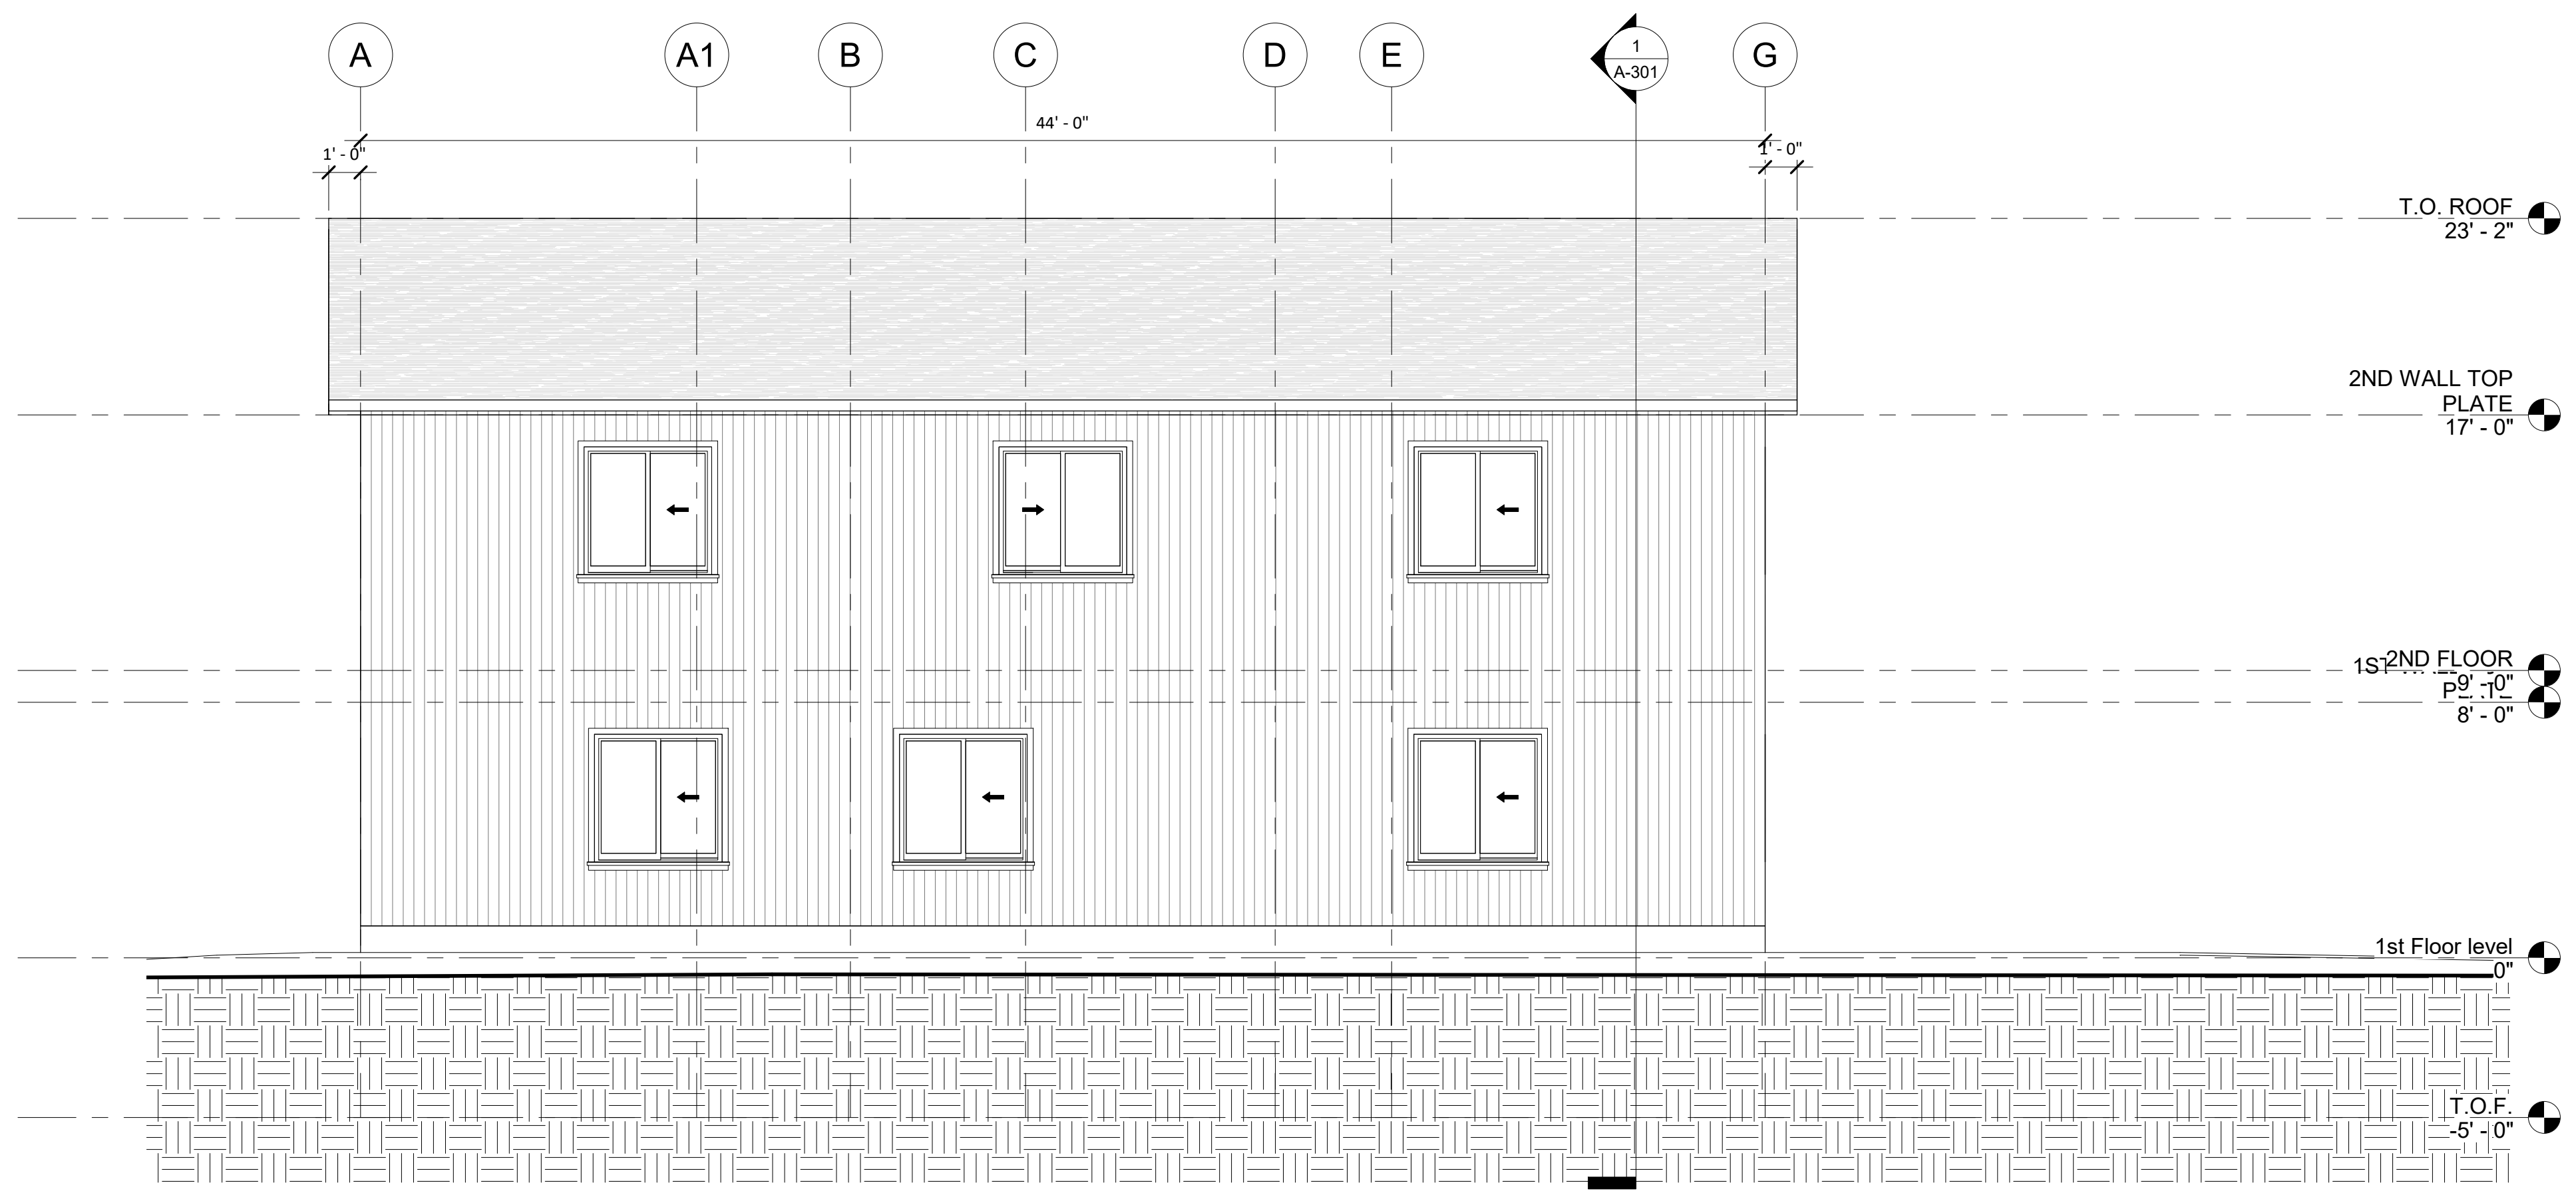 A A1 B C D E 1 G
A-301
44' - 0"
1' - 0" 1' - 0"
T.O. ROOF
23' - 2"
2ND WALL TOP
PLATE
17' - 0"
2ND FLOOR
1ST
9' - 0"
8' - 0"
1st Floor level
0"
T.O.F.
-5' - 0"